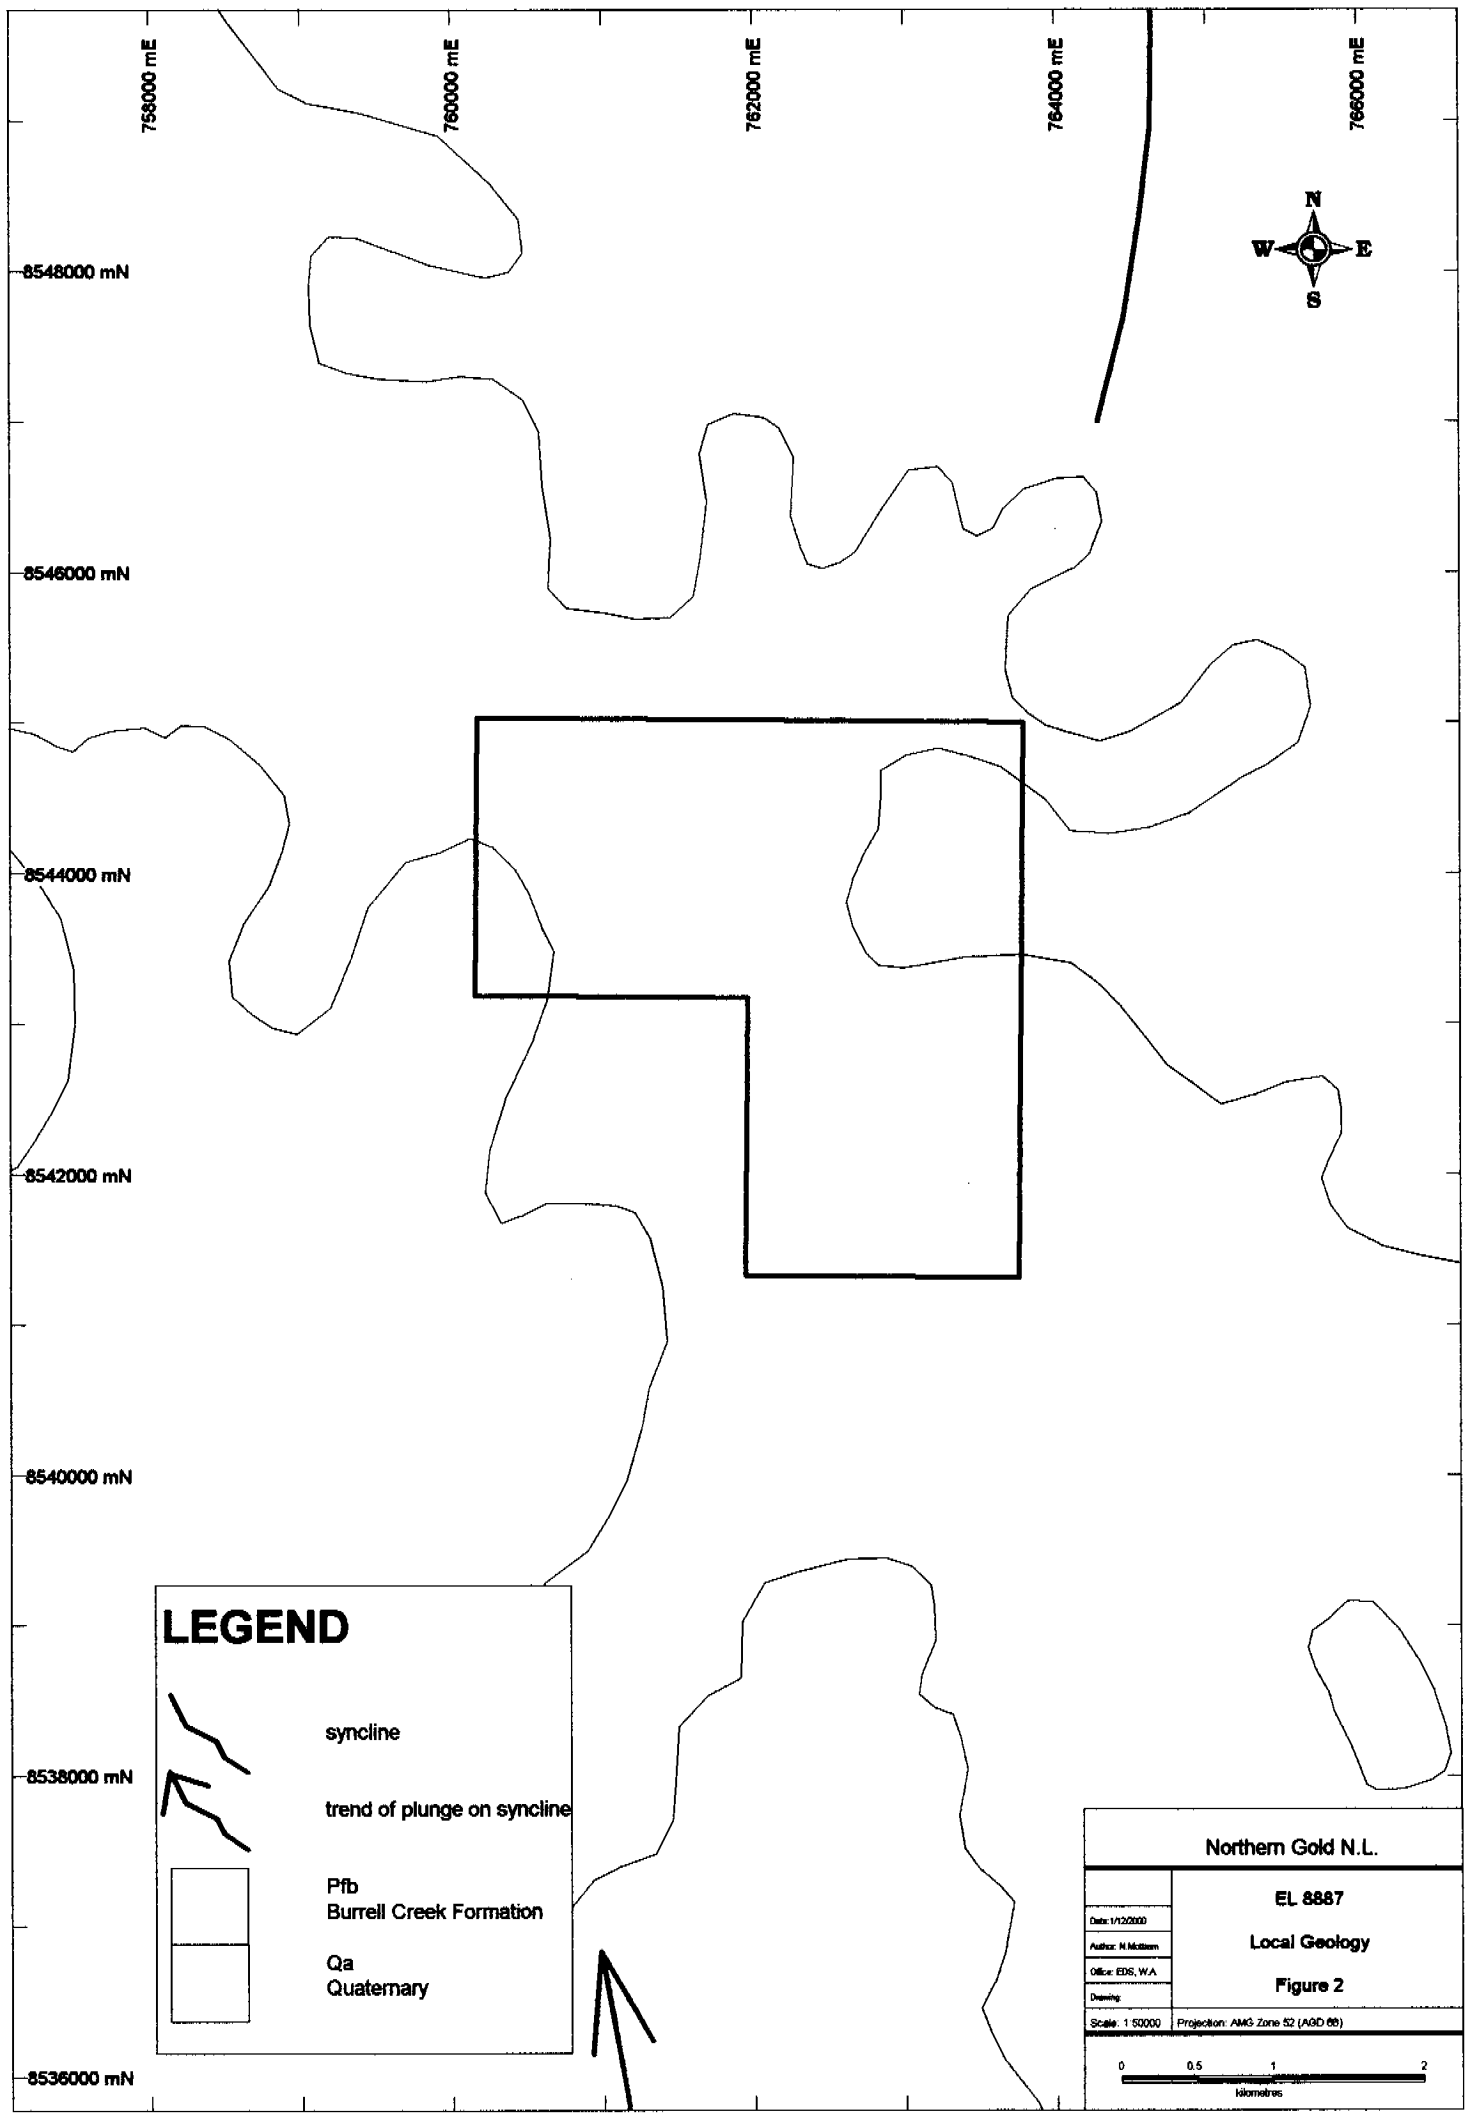 758000 mE
760000 mE
762000 mE
764000 mE
766000 mE
N
W E
S
8548000 mN
8546000 mN
8544000 mN
8542000 mN
8540000 mN
8538000 mN
8536000 mN
LEGEND
syncline
trend of plunge on syncline
Pfb
Burrell Creek Formation
Qa
Quaternary
Northern Gold N.L.
EL 8887
Local Geology
Figure 2
Date: 1/12/2000
Author: N.Mottram
Office: EDS, W.A
Drawing:
Scale: 1:50000
Projection: AMG Zone 52 (AGD 66)
0 0.5 1 2
kilometres